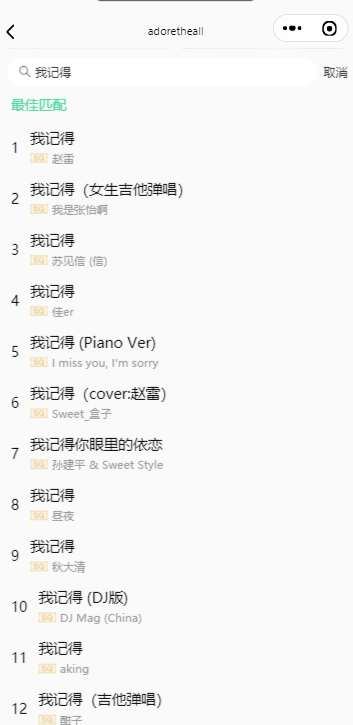 adoretheall
我记得
取消
最佳匹配
1
我记得
SQ 赵雷
2
我记得（女生吉他弹唱）
SQ 我是张怡啊
3
我记得
SQ 苏见信 (信)
4
我记得
SQ 佳er
5
我记得 (Piano Ver)
SQ I miss you, I'm sorry
6
我记得（cover:赵雷）
SQ Sweet_盒子
7
我记得你眼里的依恋
SQ 孙建平 & Sweet Style
8
我记得
SQ 昼夜
9
我记得
SQ 秋大清
10
我记得 (DJ版)
SQ DJ Mag (China)
11
我记得
SQ aking
12
我记得（吉他弹唱）
SQ 酣子